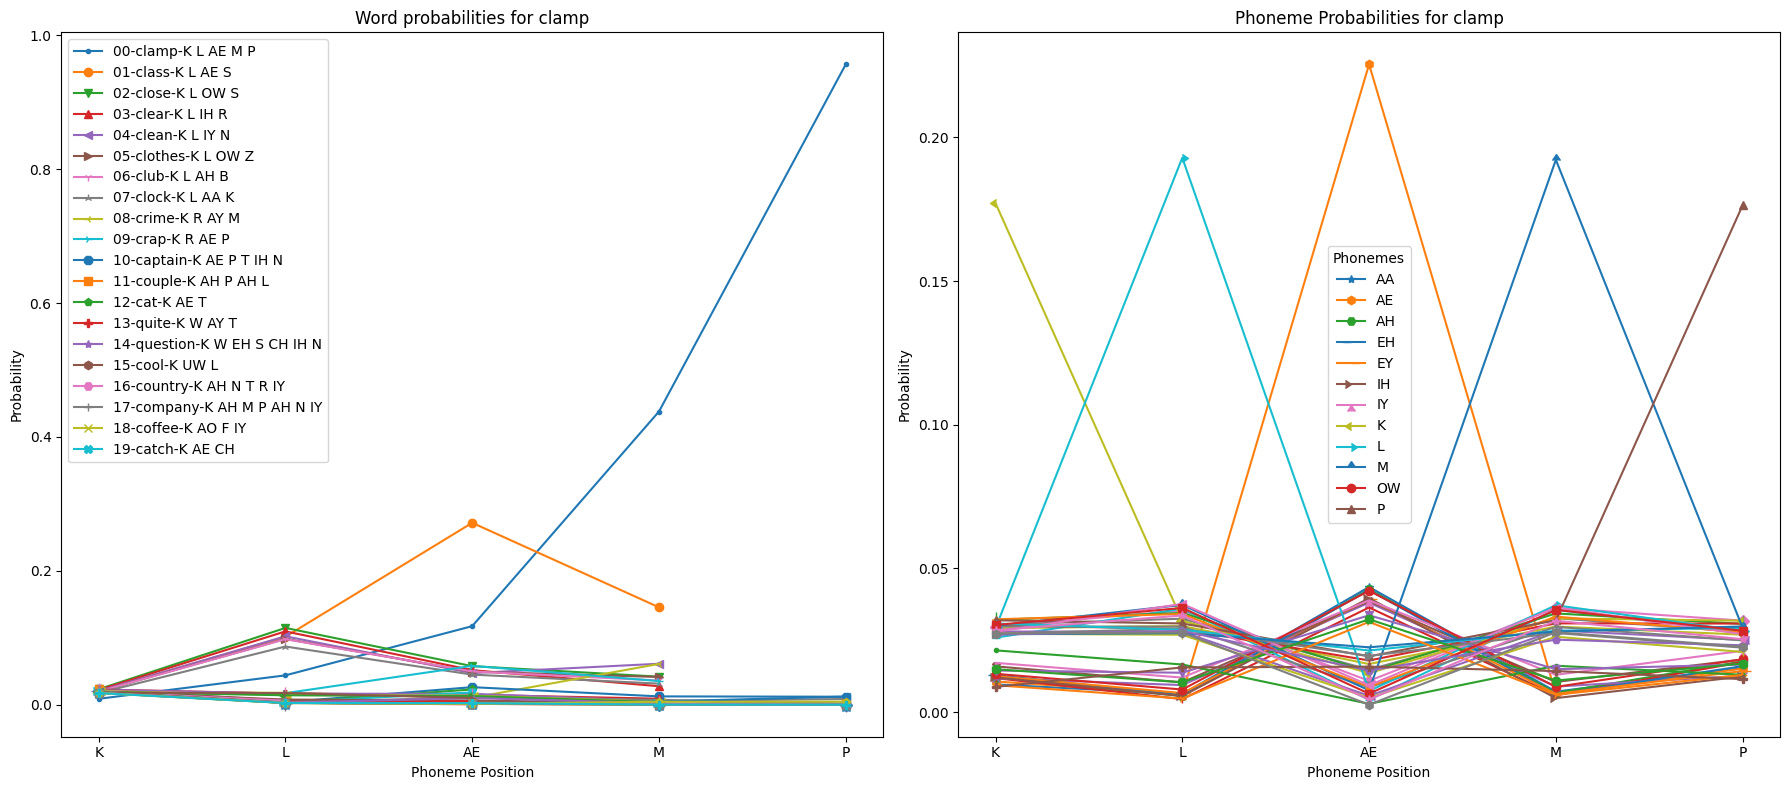 Word probabilities for clamp
1.0
0.8
0.6
0.4
0.2
0.0
Probability
00-clamp-K L AE M P
01-class-K L AE S
02-close-K L OW S
03-clear-K L IH R
04-clean-K L IY N
05-clothes-K L OW Z
06-club-K L AH B
07-clock-K L AA K
08-crime-K R AY M
09-crap-K R AE P
10-captain-K AE P T IH N
11-couple-K AH P AH L
12-cat-K AE T
13-quite-K W AY T
14-question-K W EH S CH IH N
15-cool-K UW L
16-country-K AH N T R IY
17-company-K AH M P AH N IY
18-coffee-K AO F IY
19-catch-K AE CH
K L AE M P
Phoneme Position
Phoneme Probabilities for clamp
0.20
0.15
0.10
0.05
0.00
Probability
Phonemes
AA
AE
AH
EH
EY
IH
IY
K
L
M
OW
P
K L AE M P
Phoneme Position